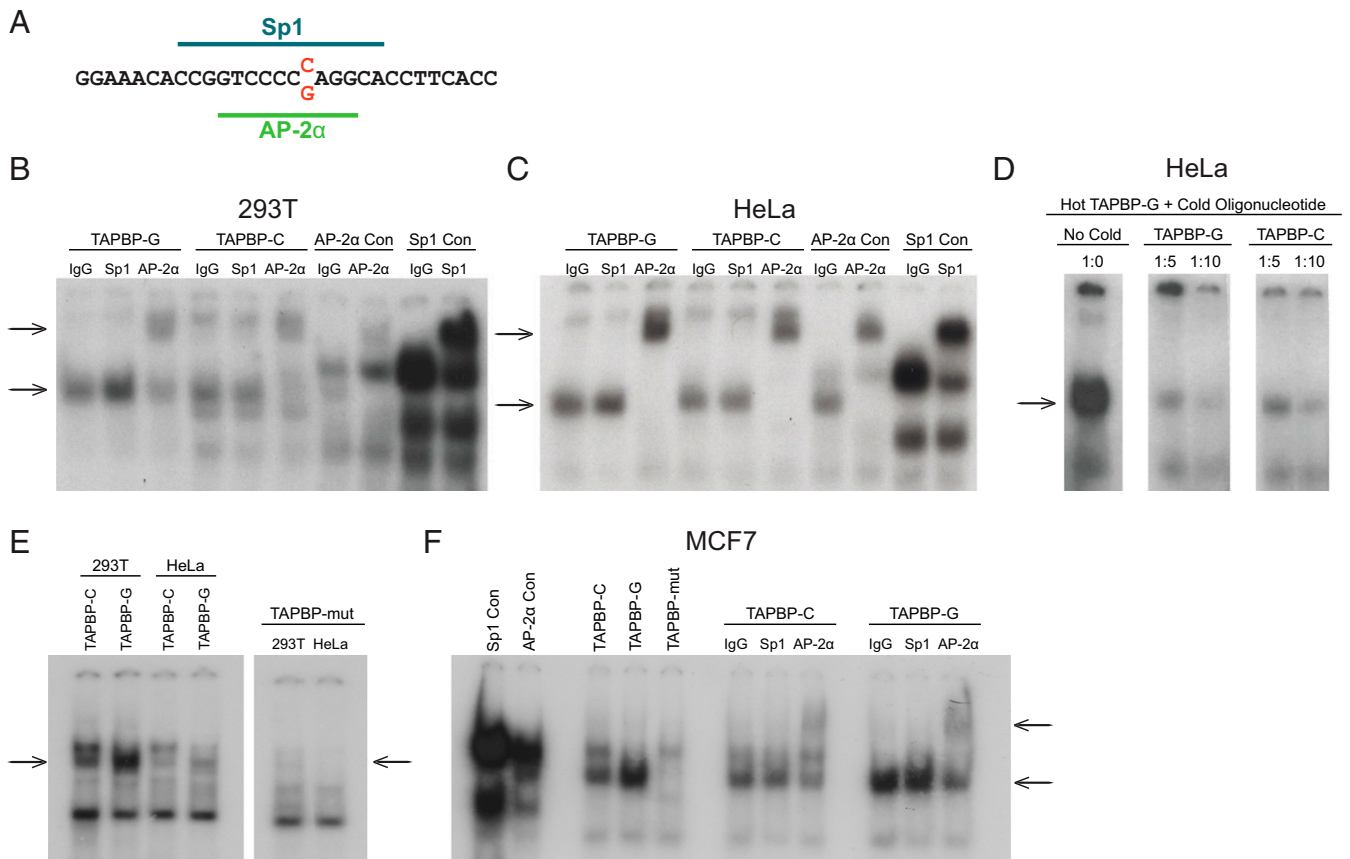 A
Sp1
GGAAACACCGGTCCCC C/G AGGCACCTTCACC
AP-2α
B
293T
TAPBP-G TAPBP-C AP-2α Con Sp1 Con
IgG Sp1 AP-2α IgG Sp1 AP-2α IgG AP-2α IgG Sp1
C
HeLa
TAPBP-G TAPBP-C AP-2α Con Sp1 Con
IgG Sp1 AP-2α IgG Sp1 AP-2α IgG AP-2α IgG Sp1
D
HeLa
Hot TAPBP-G + Cold Oligonucleotide
No Cold TAPBP-G TAPBP-C
1:0 1:5 1:10 1:5 1:10
E
293T HeLa
TAPBP-C TAPBP-G TAPBP-C TAPBP-G
TAPBP-mut
293T HeLa
F
MCF7
Sp1 Con AP-2α Con TAPBP-C TAPBP-G TAPBP-mut
TAPBP-C TAPBP-G
IgG Sp1 AP-2α IgG Sp1 AP-2α